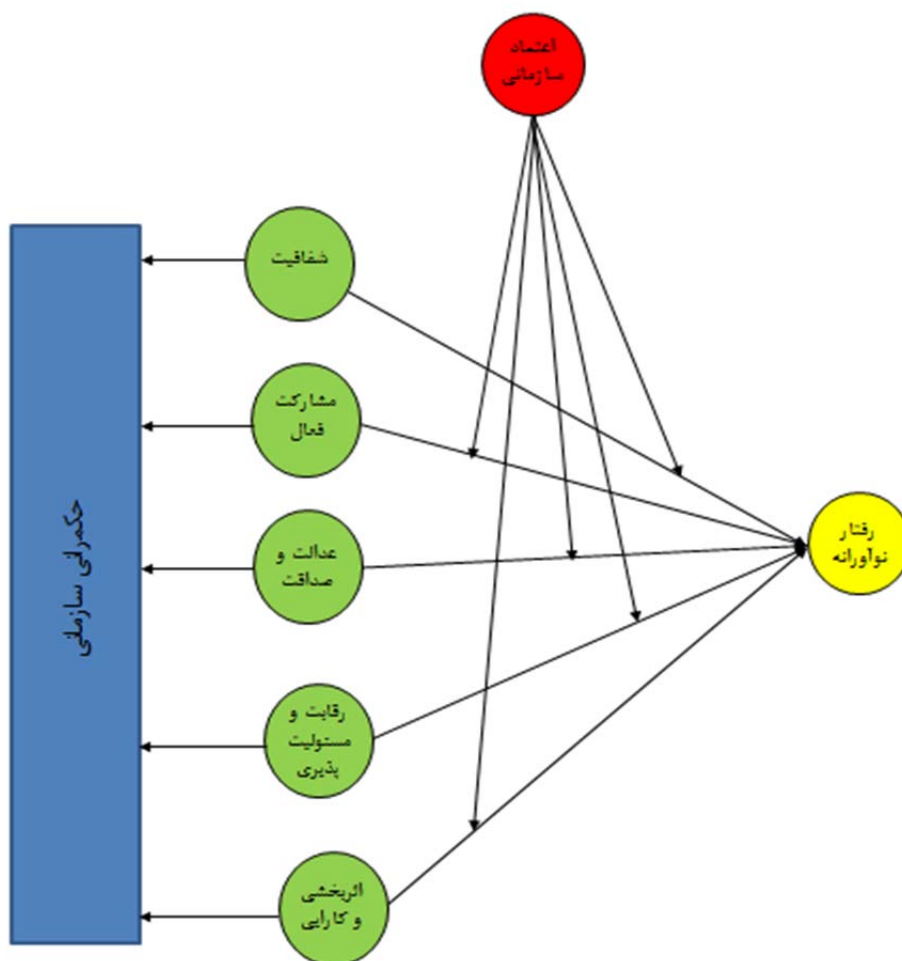 اعتماد
سازمانی
شفافیت
مشارکت
فعال
عدالت و
صداقت
رقابت و
مسئولیت
پذیری
اثربخشی
و کارایی
حکمرانی سازمانی
رفتار
نوآورانه